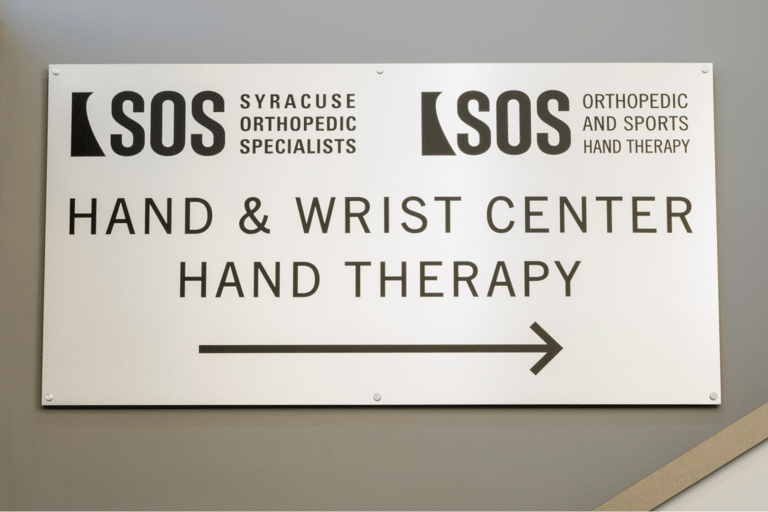 SOS SYRACUSE
ORTHOPEDIC
SPECIALISTS
SOS ORTHOPEDIC
AND SPORTS
HAND THERAPY
HAND & WRIST CENTER
HAND THERAPY